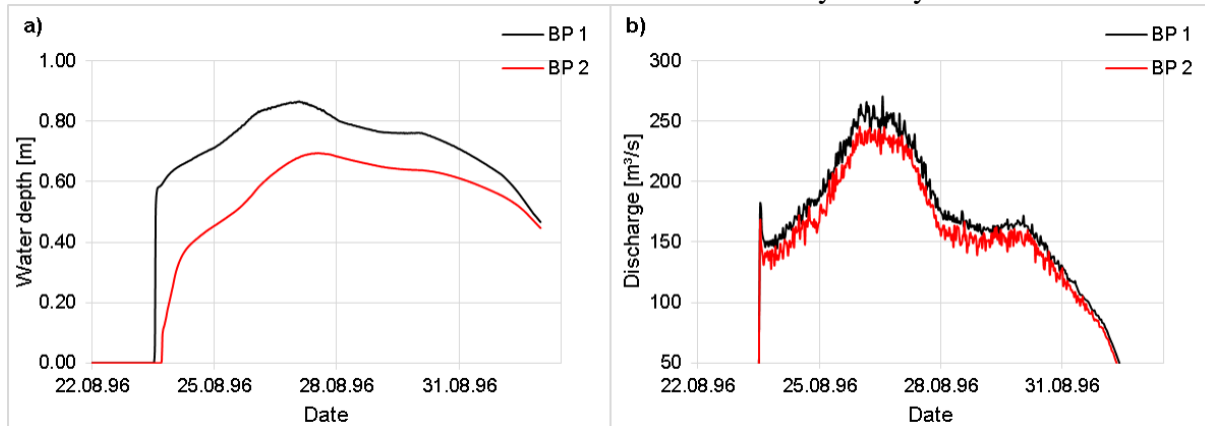 a)
BP 1
BP 2
Water depth [m]
1.00
0.80
0.60
0.40
0.20
0.00
22.08.96 25.08.96 28.08.96 31.08.96
Date
b)
BP 1
BP 2
Discharge [m³/s]
300
250
200
150
100
50
22.08.96 25.08.96 28.08.96 31.08.96
Date